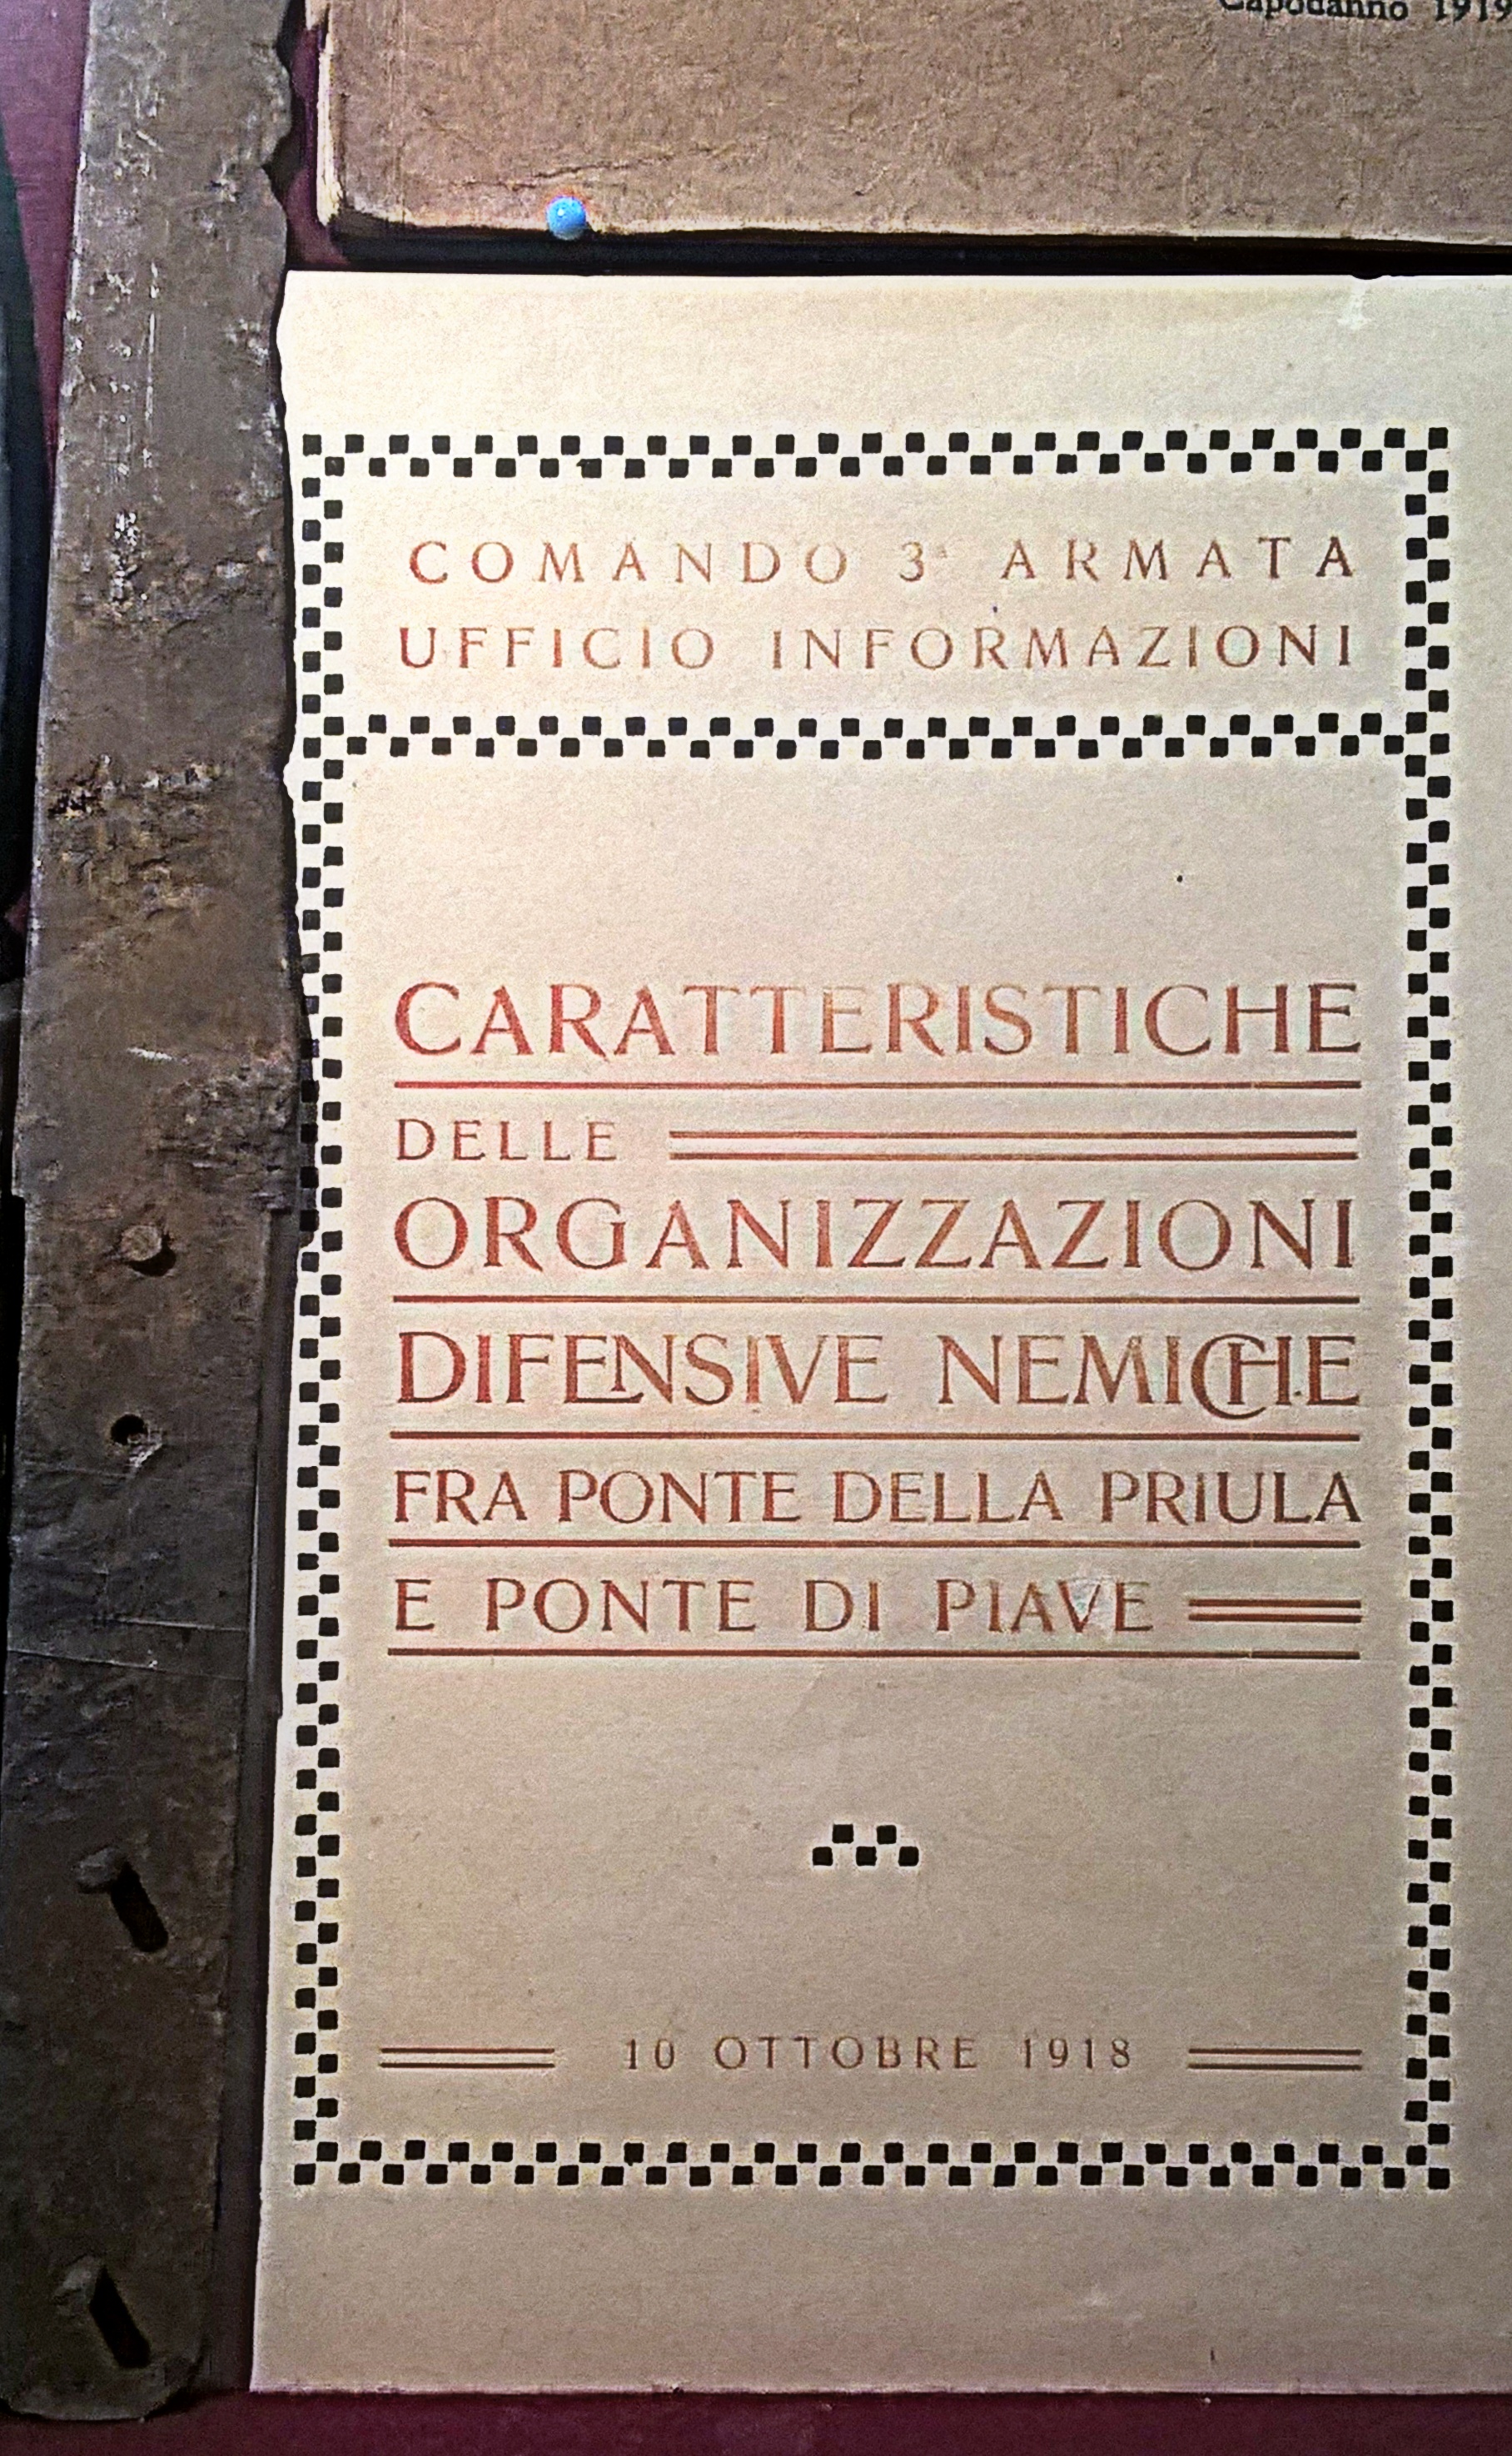 Capodanno 1919
COMANDO 3ª ARMATA
UFFICIO INFORMAZIONI
CARATTERISTICHE
DELLE
ORGANIZZAZIONI
DIFENSIVE NEMICHE
FRA PONTE DELLA PRIULA
E PONTE DI PIAVE
10 OTTOBRE 1918